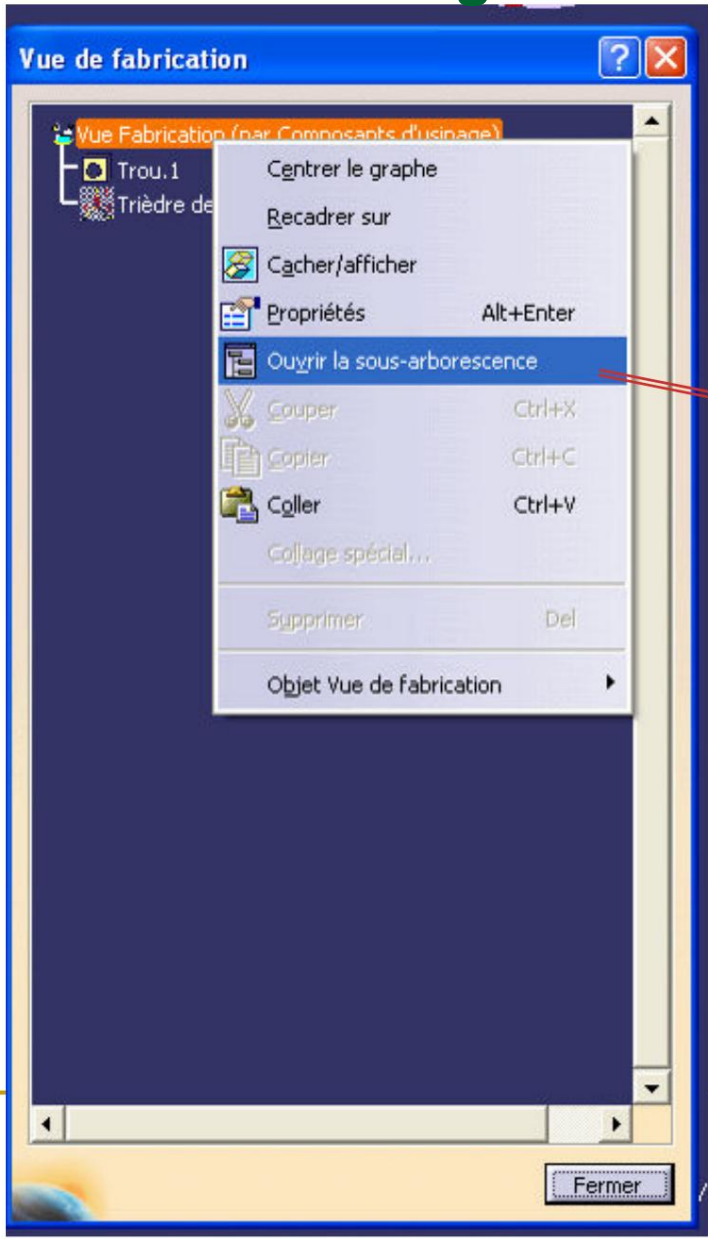 Vue de fabrication
Vue Fabrication (par Composants d'usinage)
Trou.1
Trièdre de
Centrer le graphe
Recadrer sur
Cacher/afficher
Propriétés Alt+Enter
Ouvrir la sous-arborescence
Couper Ctrl+X
Copier Ctrl+C
Coller Ctrl+V
Collage spécial...
Supprimer Del
Objet Vue de fabrication
Fermer